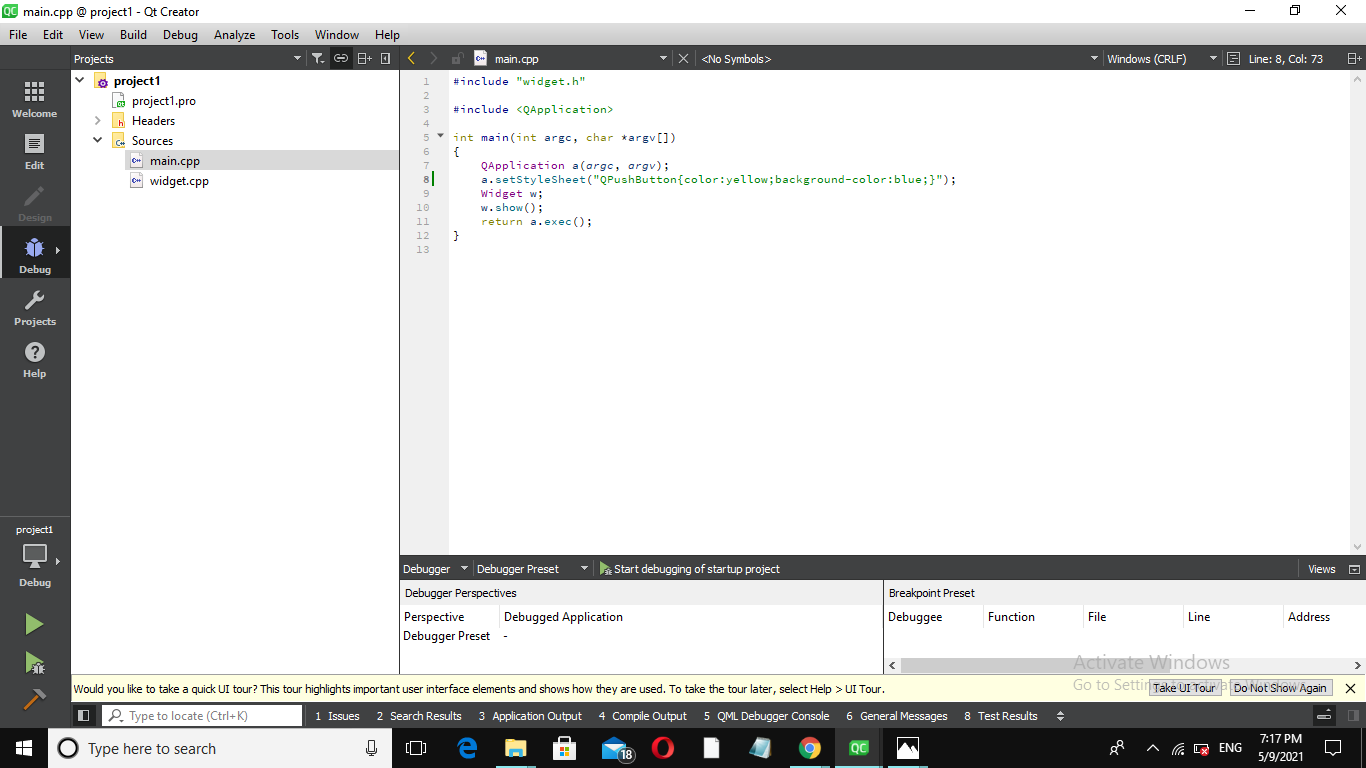 QC main.cpp @ project1 - Qt Creator
File Edit View Build Debug Analyze Tools Window Help
Projects
main.cpp
<No Symbols>
Windows (CRLF)
Line: 8, Col: 73
Welcome
Edit
Design
Debug
Projects
Help
project1
project1.pro
Headers
Sources
main.cpp
widget.cpp
1 #include "widget.h"
2
3 #include <QApplication>
4
5 int main(int argc, char *argv[])
6 {
7 QApplication a(argc, argv);
8 a.setStyleSheet("QPushButton{color:yellow;background-color:blue;}");
9 Widget w;
10 w.show();
11 return a.exec();
12 }
13
project1
Debug
Debugger Debugger Preset Start debugging of startup project Views
Debugger Perspectives
Perspective Debugged Application
Debugger Preset -
Breakpoint Preset
Debuggee Function File Line Address
Activate Windows
Go to Settings to activate Windows.
Would you like to take a quick UI tour? This tour highlights important user interface elements and shows how they are used. To take the tour later, select Help > UI Tour.
Take UI Tour Do Not Show Again
Type to locate (Ctrl+K) 1 Issues 2 Search Results 3 Application Output 4 Compile Output 5 QML Debugger Console 6 General Messages 8 Test Results
Type here to search
18
QC
ENG
7:17 PM
5/9/2021